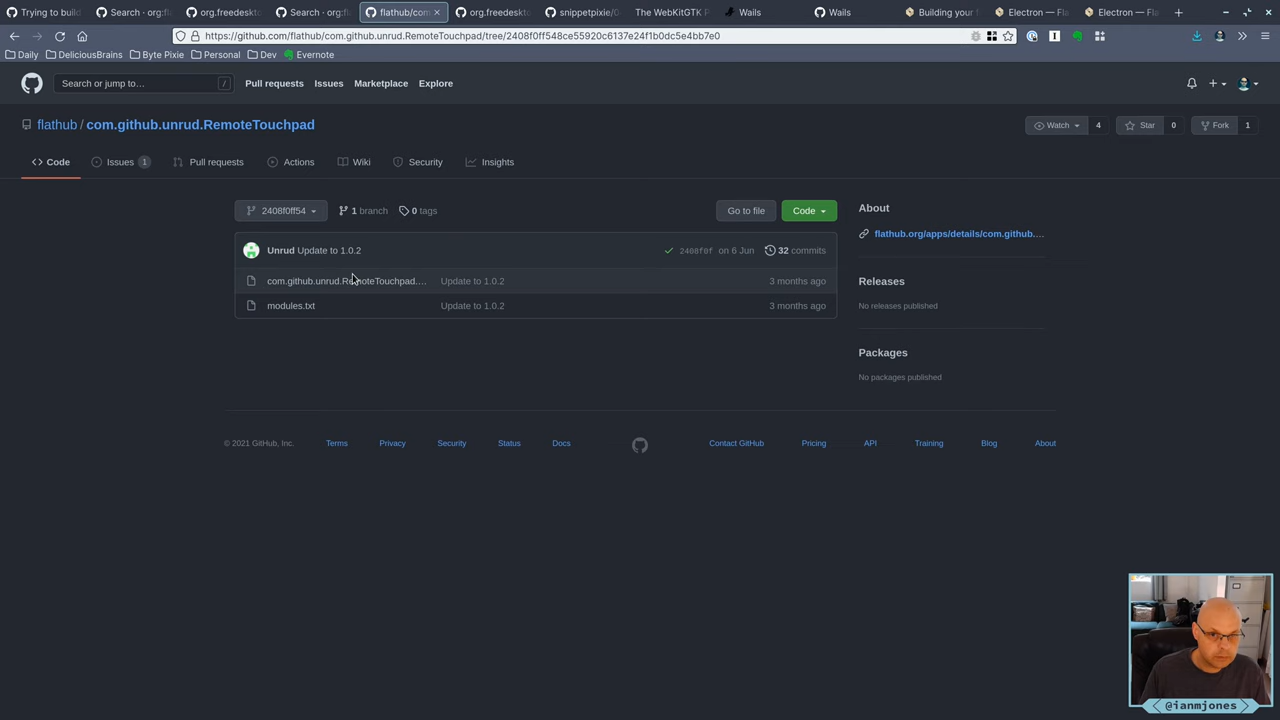 Trying to build
Search · org:fl
org.freedeskto
Search · org:fl
flathub/com
org.freedeskto
snippetpixie/0
The WebKitGTK P
Wails
Wails
Building your f
Electron — Fla
Electron — Fla
https://github.com/flathub/com.github.unrud.RemoteTouchpad/tree/2408f0ff548ce55920c6137e24f1b0dc5e4bb7e0
Daily DeliciousBrains Byte Pixie Personal Dev Evernote
Search or jump to… / Pull requests Issues Marketplace Explore
flathub / com.github.unrud.RemoteTouchpad
Watch 4 Star 0 Fork 1
Code Issues 1 Pull requests Actions Wiki Security Insights
2408f0ff54 1 branch 0 tags Go to file Code
About
flathub.org/apps/details/com.github.…
Unrud Update to 1.0.2 2408f0f on 6 Jun 32 commits
com.github.unrud.RemoteTouchpad.… Update to 1.0.2 3 months ago
modules.txt Update to 1.0.2 3 months ago
Releases
No releases published
Packages
No packages published
© 2021 GitHub, Inc. Terms Privacy Security Status Docs Contact GitHub Pricing API Training Blog About
@ianmjones